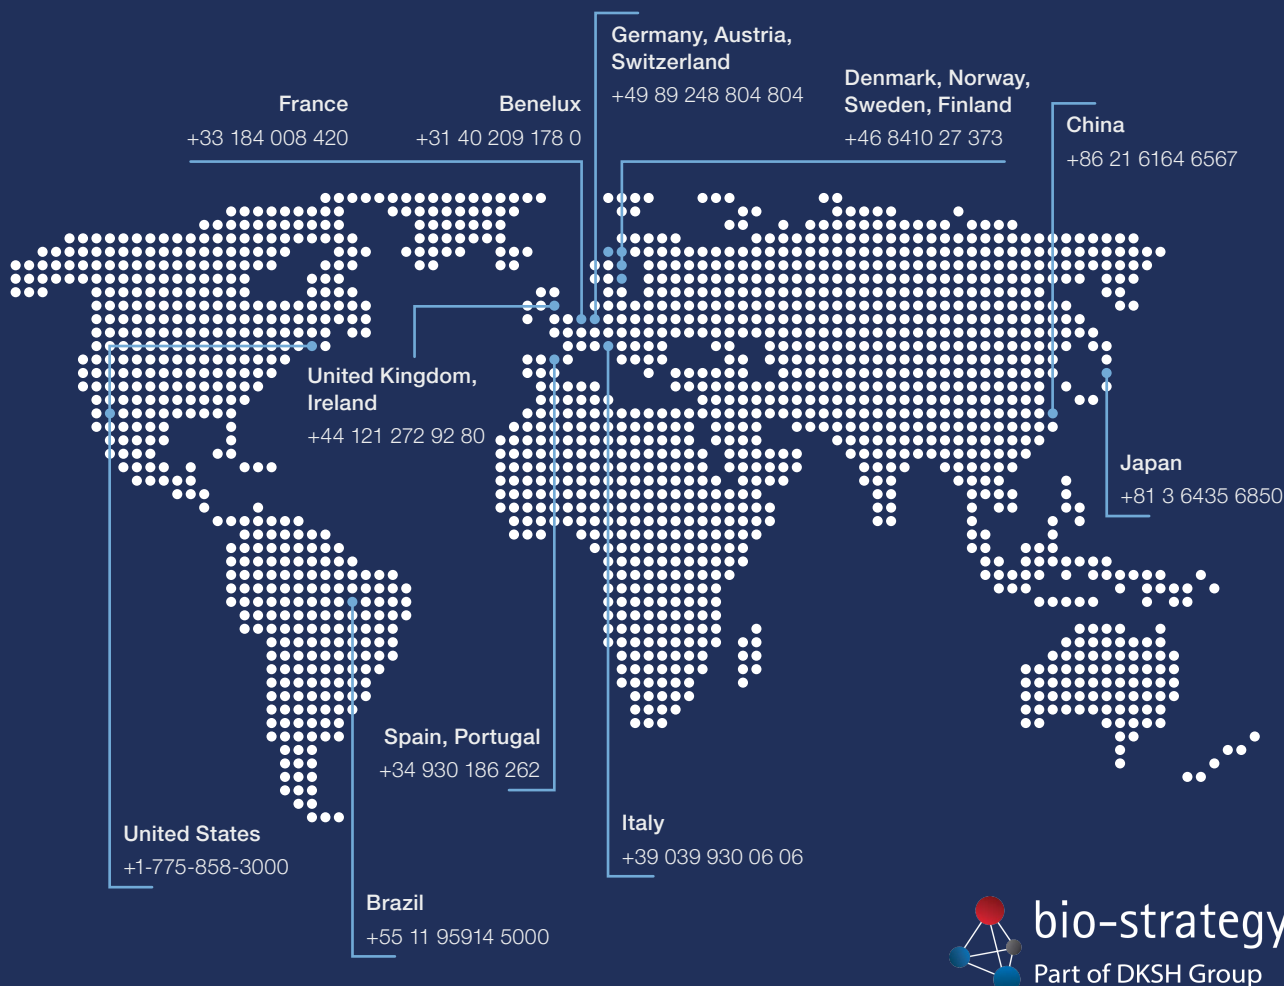 Germany, Austria,
Switzerland
+49 89 248 804 804
Denmark, Norway,
Sweden, Finland
+46 8410 27 373
France
+33 184 008 420
Benelux
+31 40 209 178 0
China
+86 21 6164 6567
United Kingdom,
Ireland
+44 121 272 92 80
Japan
+81 3 6435 6850
Spain, Portugal
+34 930 186 262
United States
+1-775-858-3000
Italy
+39 039 930 06 06
Brazil
+55 11 95914 5000
bio-strategy
Part of DKSH Group